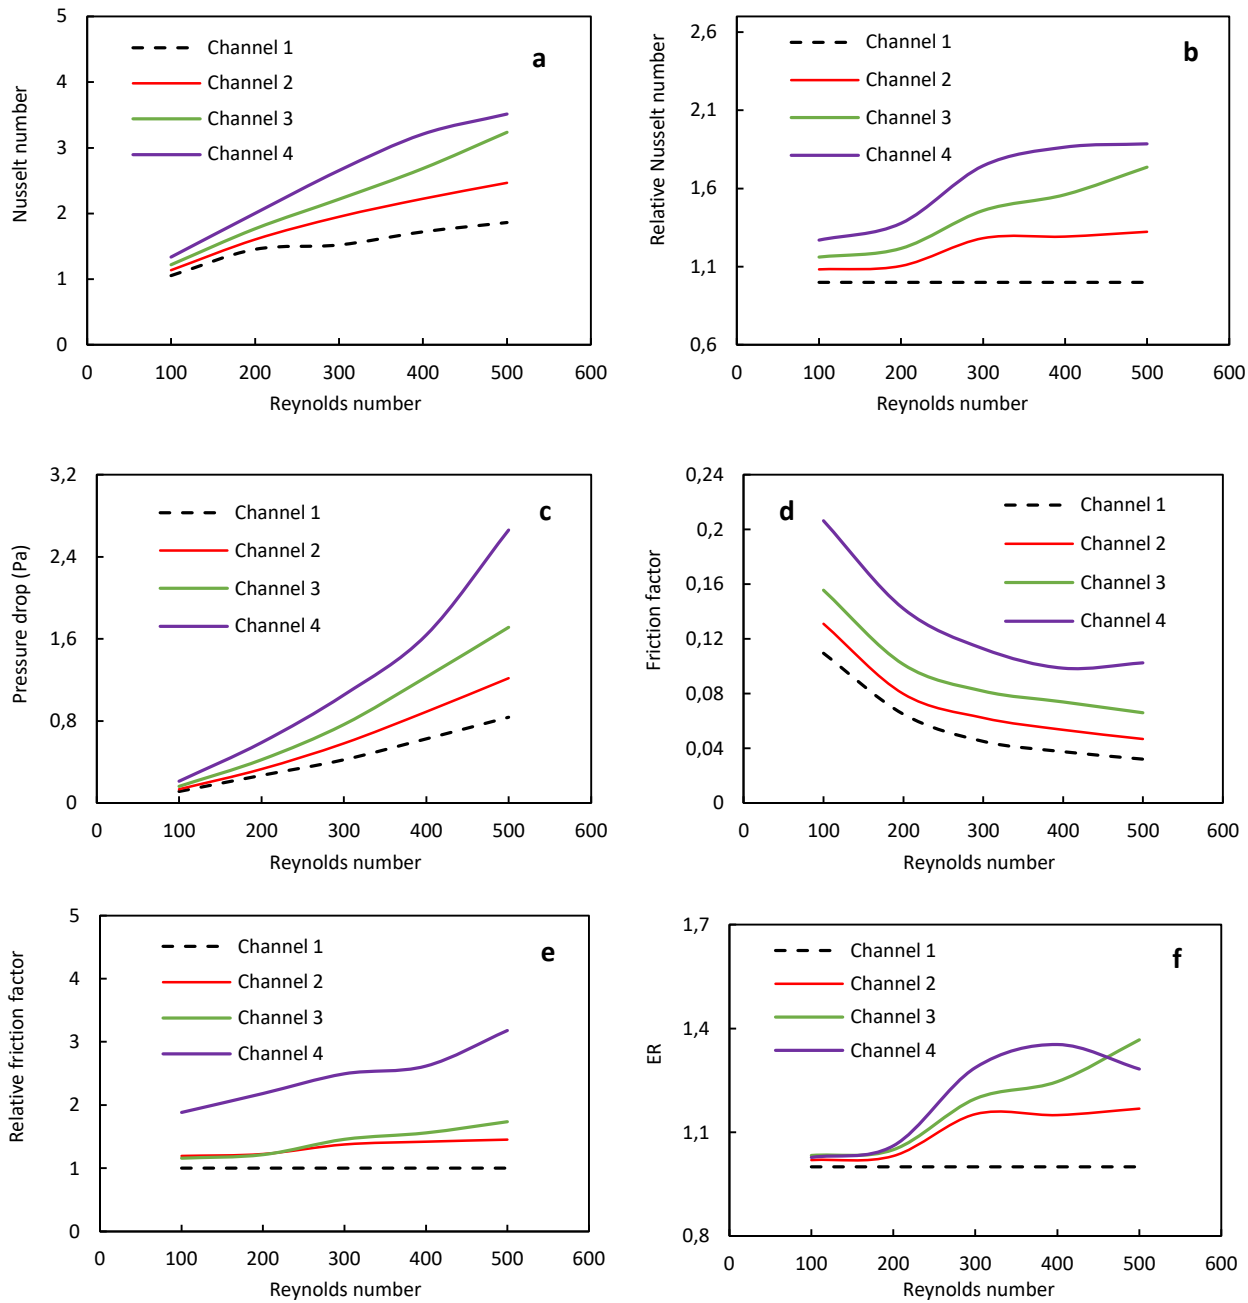 a
Nusselt number
5
4
3
2
1
0
Channel 1
Channel 2
Channel 3
Channel 4
0 100 200 300 400 500 600
Reynolds number
b
Relative Nusselt number
2,6
2,1
1,6
1,1
0,6
Channel 1
Channel 2
Channel 3
Channel 4
0 100 200 300 400 500 600
Reynolds number
c
Pressure drop (Pa)
3,2
2,4
1,6
0,8
0
Channel 1
Channel 2
Channel 3
Channel 4
0 100 200 300 400 500 600
Reynolds number
d
Friction factor
0,24
0,2
0,16
0,12
0,08
0,04
0
Channel 1
Channel 2
Channel 3
Channel 4
0 100 200 300 400 500 600
Reynolds number
e
Relative friction factor
5
4
3
2
1
0
Channel 1
Channel 2
Channel 3
Channel 4
0 100 200 300 400 500 600
Reynolds number
f
ER
1,7
1,4
1,1
0,8
Channel 1
Channel 2
Channel 3
Channel 4
0 100 200 300 400 500 600
Reynolds number